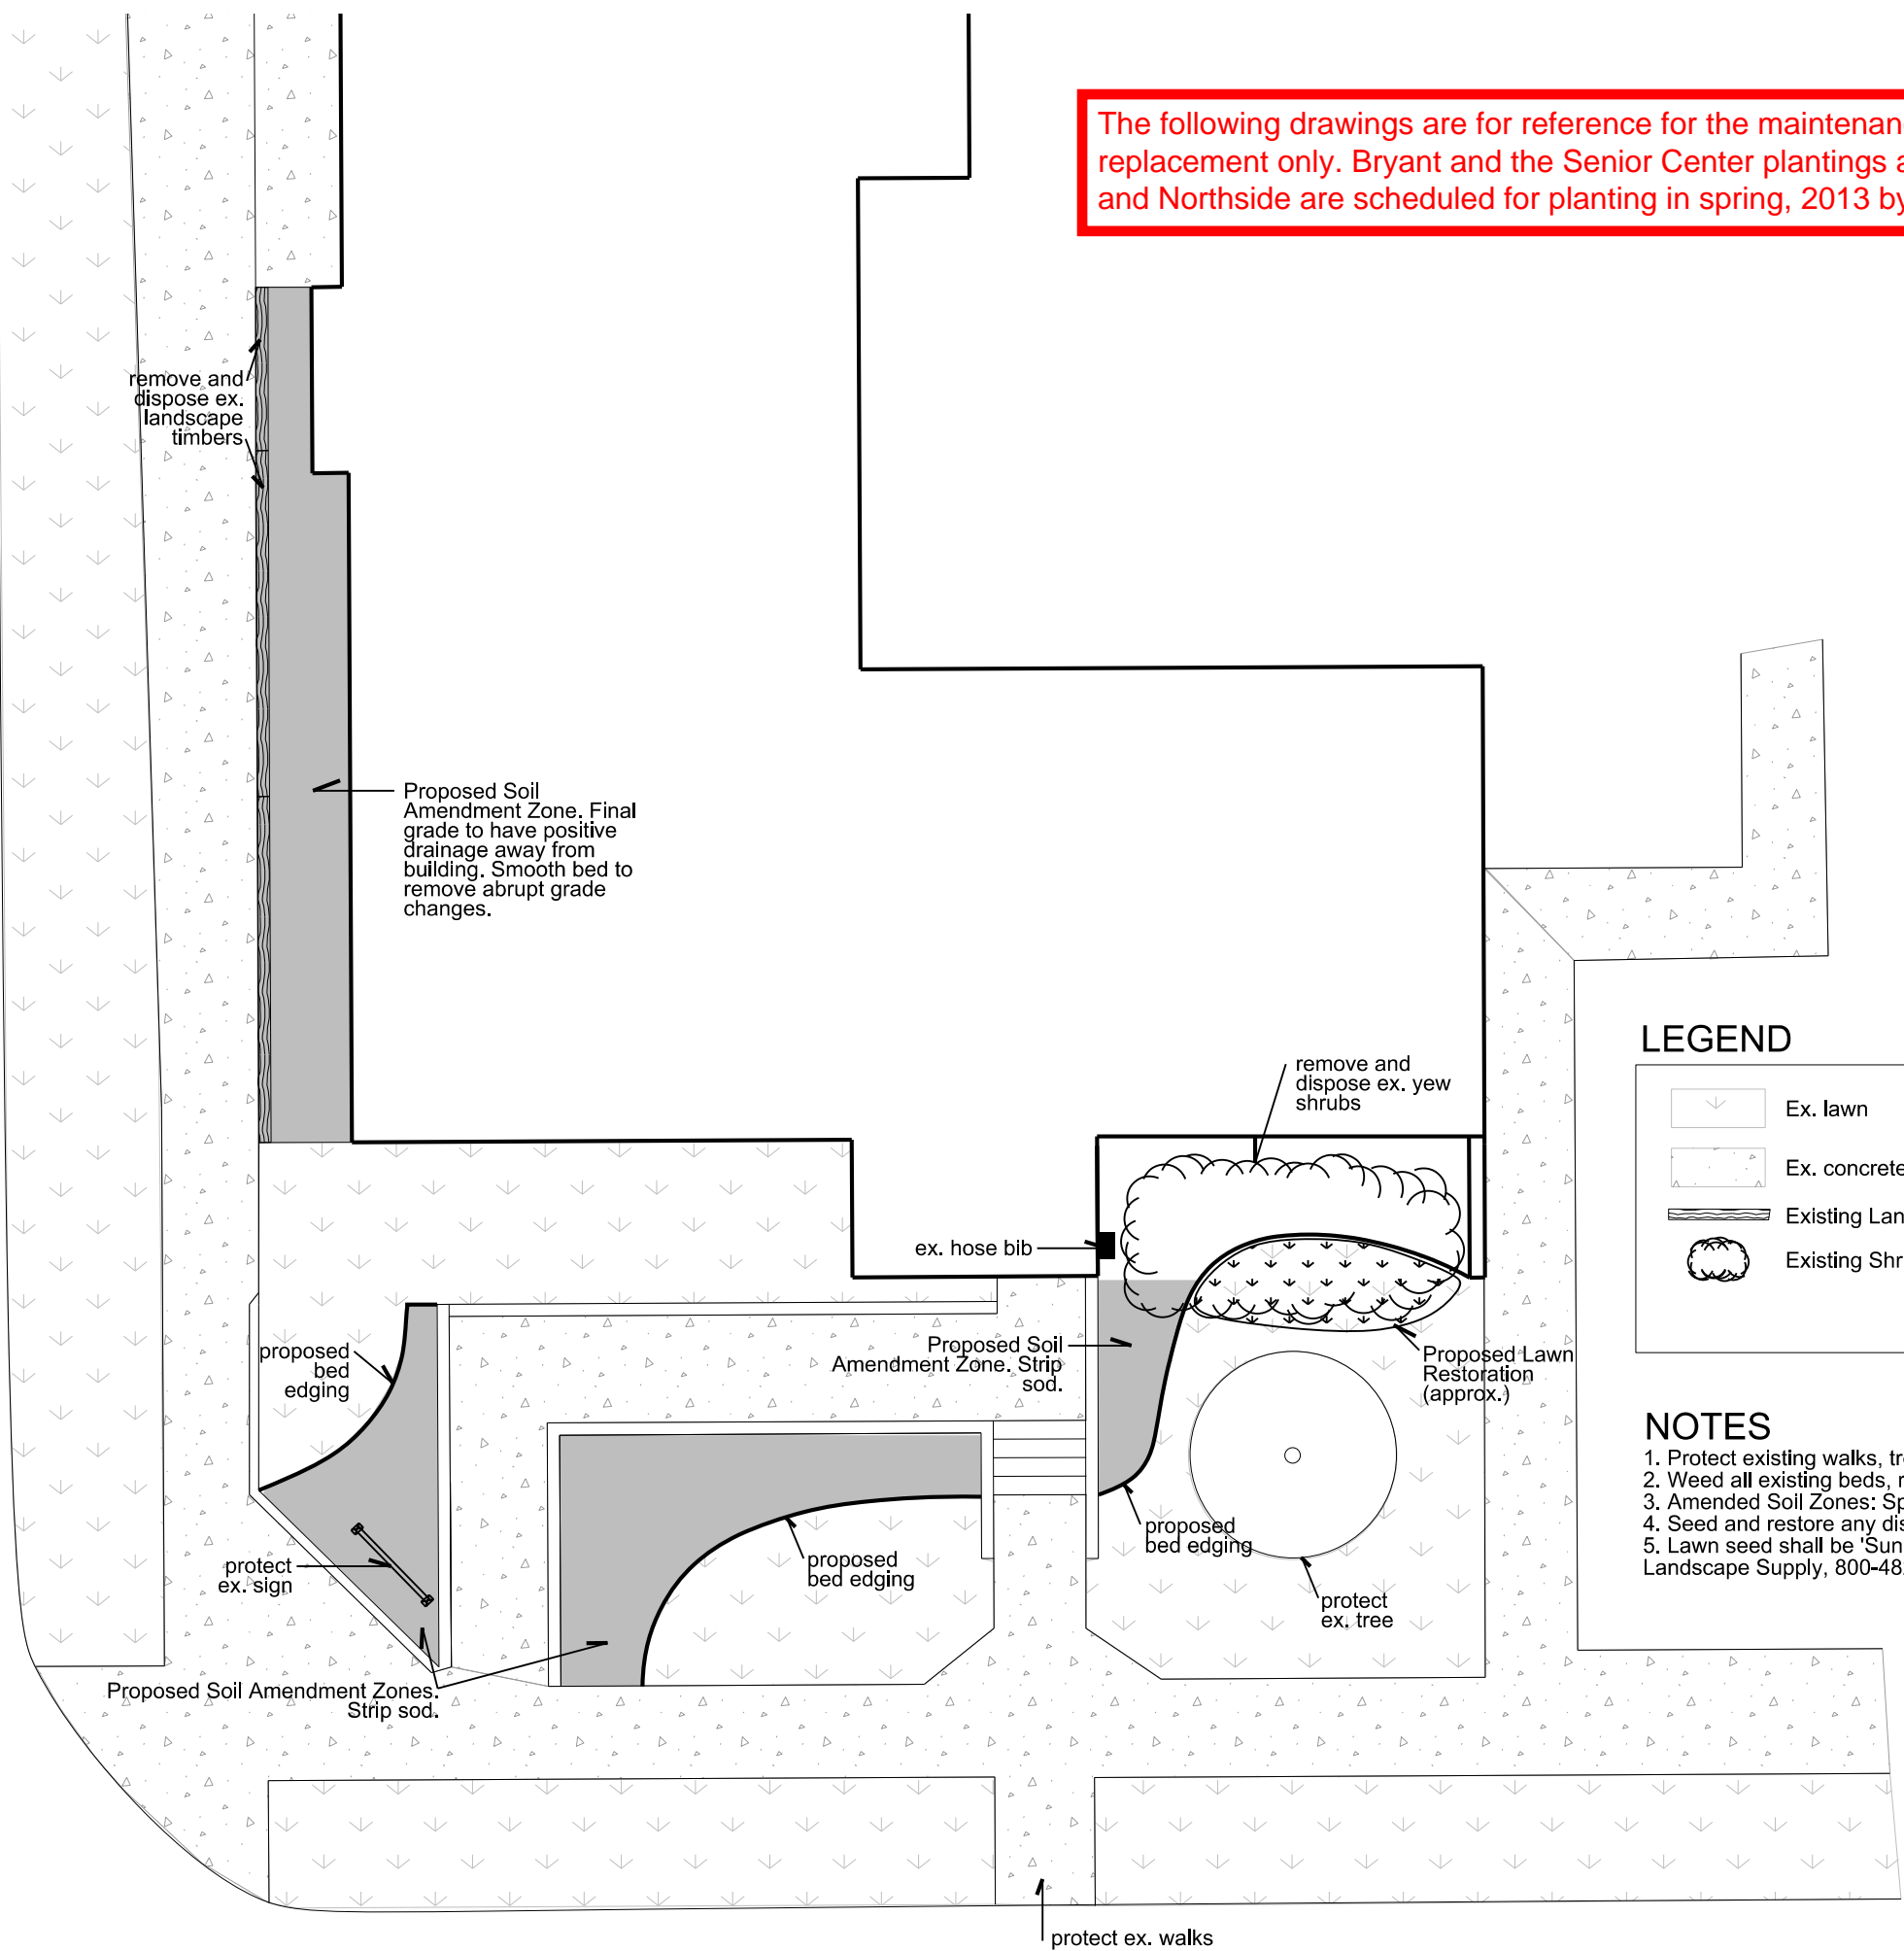 The following drawings are for reference for the maintenan
replacement only. Bryant and the Senior Center plantings a
and Northside are scheduled for planting in spring, 2013 by
remove and
dispose ex.
landscape
timbers
Proposed Soil
Amendment Zone. Final
grade to have positive
drainage away from
building. Smooth bed to
remove abrupt grade
changes.
LEGEND
Ex. lawn
Ex. concrete
Existing Lan
Existing Shr
remove and
dispose ex. yew
shrubs
ex. hose bib
proposed
bed
edging
Proposed Soil
Amendment Zone. Strip
sod.
Proposed Lawn
Restoration
(approx.)
NOTES
1. Protect existing walks, tr
2. Weed all existing beds, r
3. Amended Soil Zones: Sp
4. Seed and restore any dis
5. Lawn seed shall be 'Sun
Landscape Supply, 800-48
protect
ex. sign
proposed
bed edging
proposed
bed edging
protect
ex. tree
Proposed Soil Amendment Zones.
Strip sod.
protect ex. walks